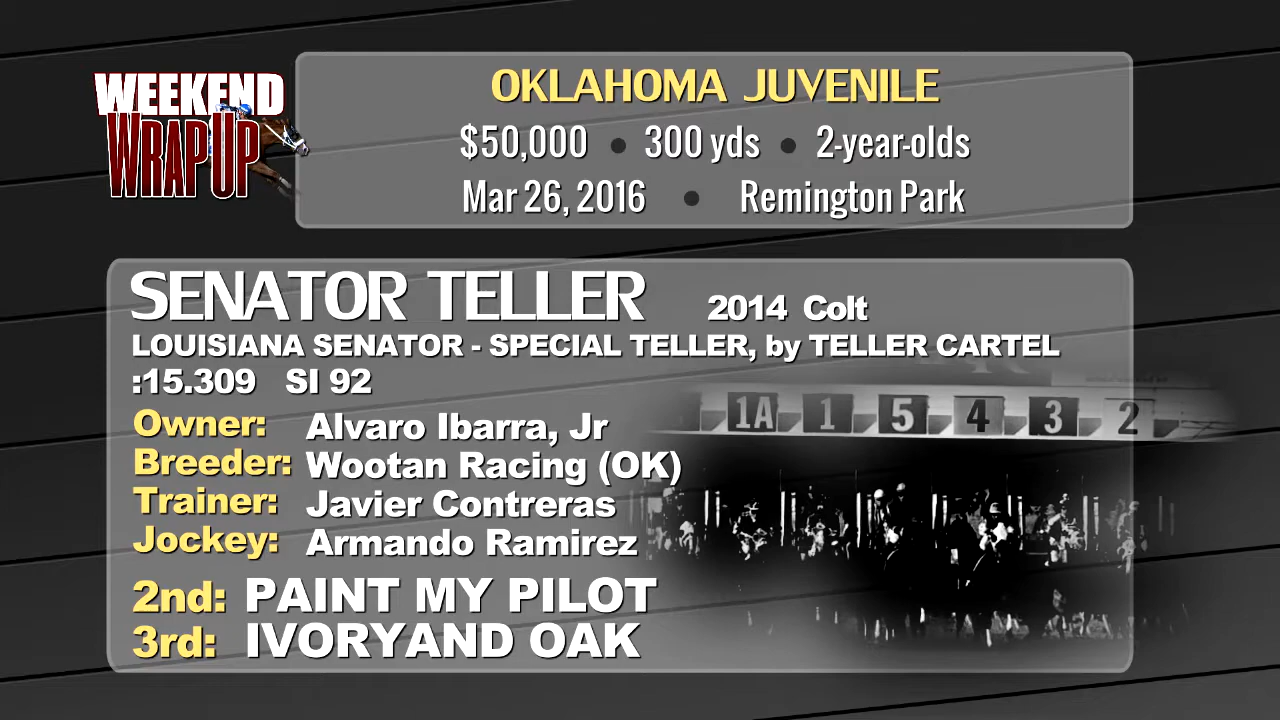 WEEKEND
WRAPUP
OKLAHOMA JUVENILE
$50,000 • 300 yds • 2-year-olds
Mar 26, 2016 • Remington Park
SENATOR TELLER 2014 Colt
LOUISIANA SENATOR - SPECIAL TELLER, by TELLER CARTEL
:15.309 SI 92
1A 1 5 4 3 2
Owner: Alvaro Ibarra, Jr
Breeder: Wootan Racing (OK)
Trainer: Javier Contreras
Jockey: Armando Ramirez
2nd: PAINT MY PILOT
3rd: IVORYAND OAK